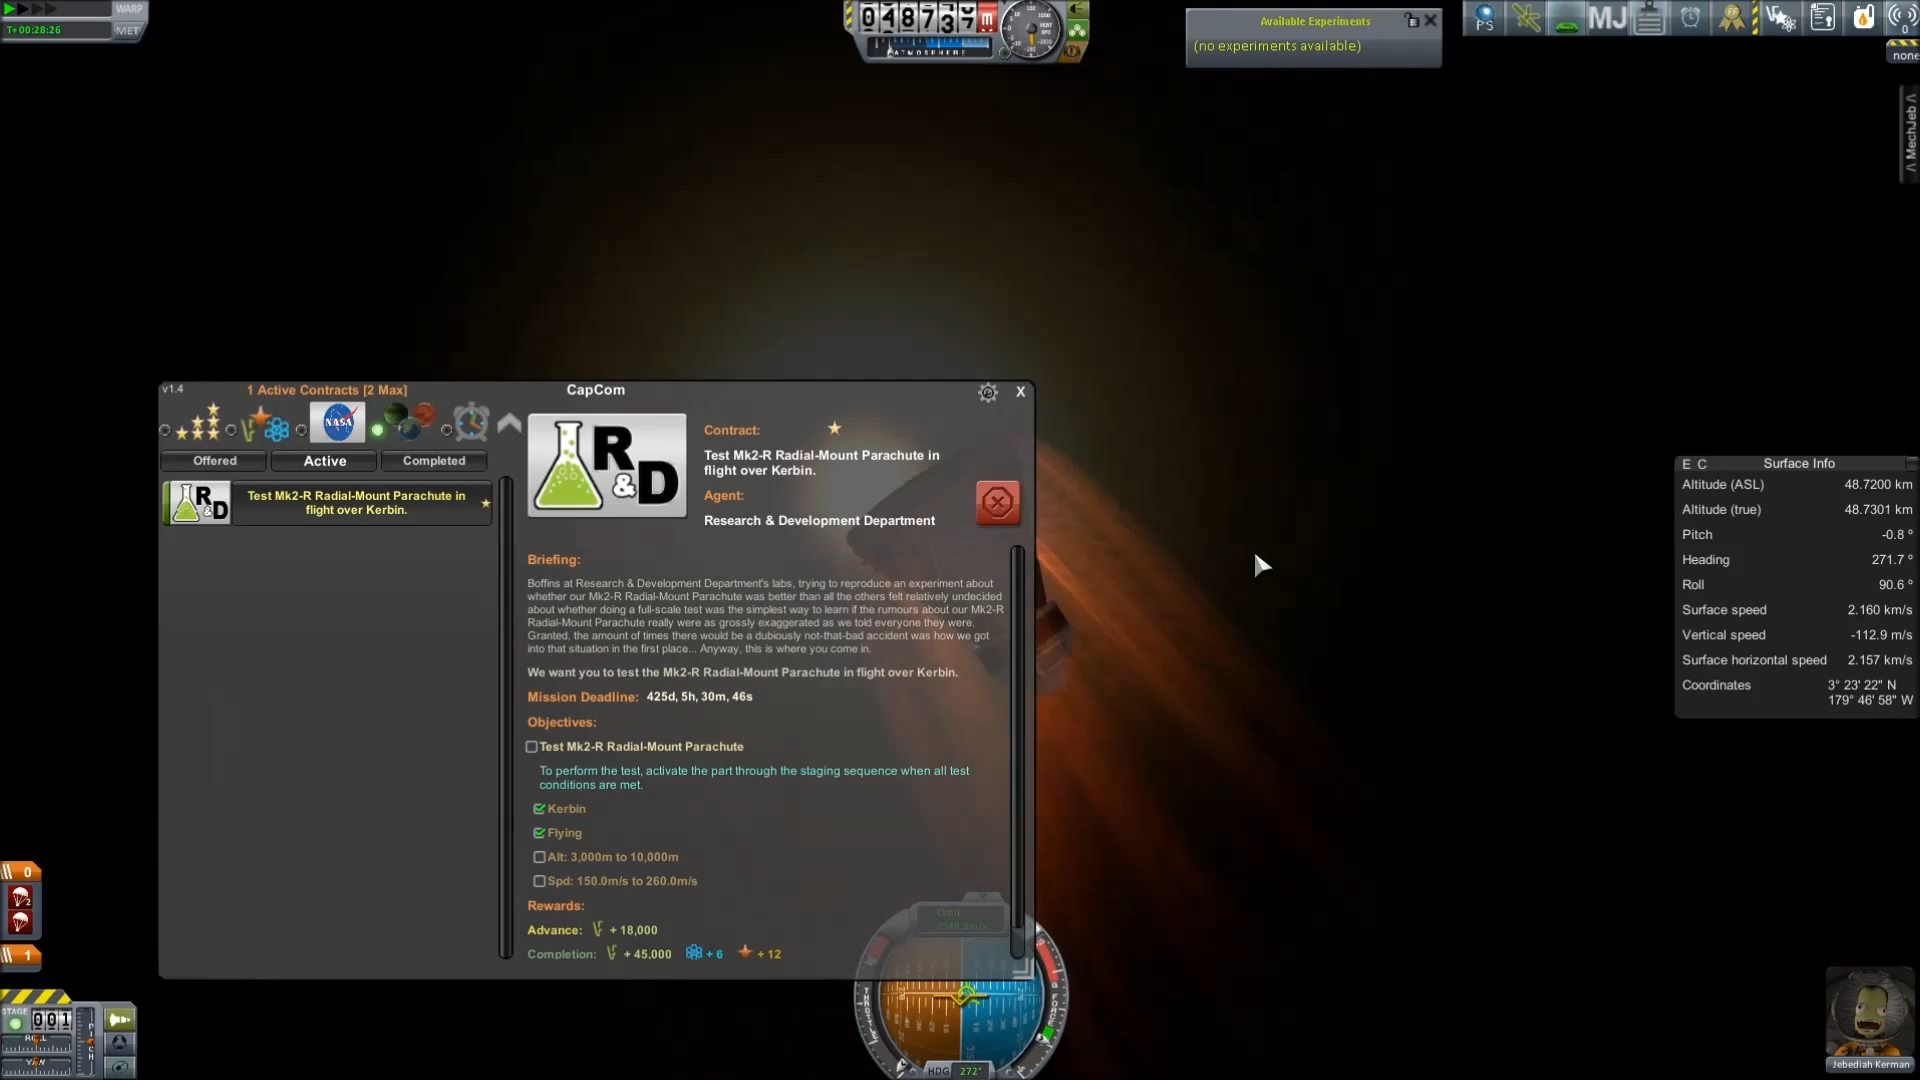 WARP
T+00:28:26
MET
048737 m
ATMOSPHERE
Available Experiments
(no experiments available)
PS
MJ
0
none
/\ MechJeb /\
v1.4
1 Active Contracts [2 Max]
CapCom
X
NASA
Offered
Active
Completed
R&D
Test Mk2-R Radial-Mount Parachute in
flight over Kerbin.
R&D
Contract:
Test Mk2-R Radial-Mount Parachute in
flight over Kerbin.
Agent:
Research & Development Department
Briefing:
Boffins at Research & Development Department's labs, trying to reproduce an experiment about
whether our Mk2-R Radial-Mount Parachute was better than all the others felt relatively undecided
about whether doing a full-scale test was the simplest way to learn if the rumours about our Mk2-R
Radial-Mount Parachute really were as grossly exaggerated as we told everyone they were.
Granted, the amount of times there would be a dubiously not-that-bad accident was how we got
into that situation in the first place... Anyway, this is where you come in.
We want you to test the Mk2-R Radial-Mount Parachute in flight over Kerbin.
Mission Deadline: 425d, 5h, 30m, 46s
Objectives:
Test Mk2-R Radial-Mount Parachute
To perform the test, activate the part through the staging sequence when all test
conditions are met.
Kerbin
Flying
Alt: 3,000m to 10,000m
Spd: 150.0m/s to 260.0m/s
Rewards:
Advance: + 18,000
Completion: + 45,000 + 6 + 12
E C Surface Info
Altitude (ASL) 48.7200 km
Altitude (true) 48.7301 km
Pitch -0.8 º
Heading 271.7 º
Roll 90.6 º
Surface speed 2.160 km/s
Vertical speed -112.9 m/s
Surface horizontal speed 2.157 km/s
Coordinates 3° 23' 22" N
179° 46' 58" W
0
2
1
STAGE
001
ROLL
YAW
PITCH
Orbit
HDG 272°
Jebediah Kerman